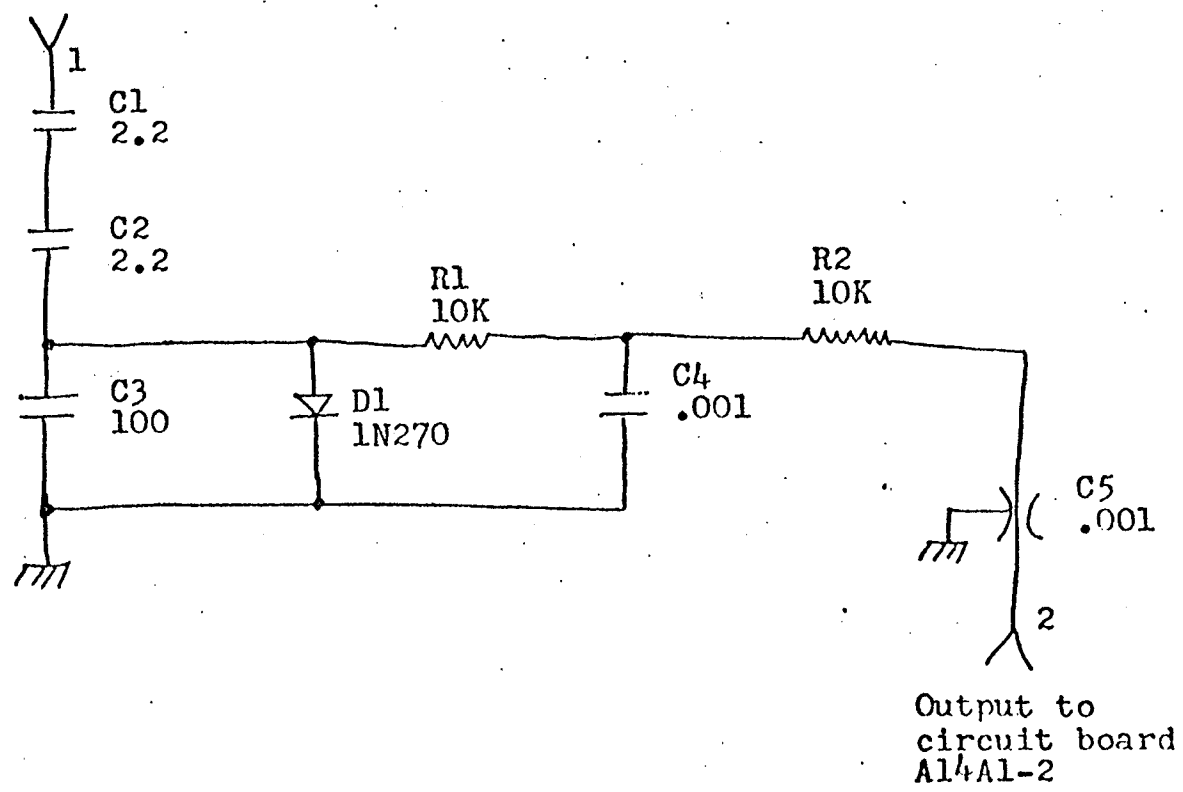 1
C1
2.2
C2
2.2
R1
10K
R2
10K
C3
100
D1
1N270
C4
.001
C5
.001
2
Output to
circuit board
A14A1-2